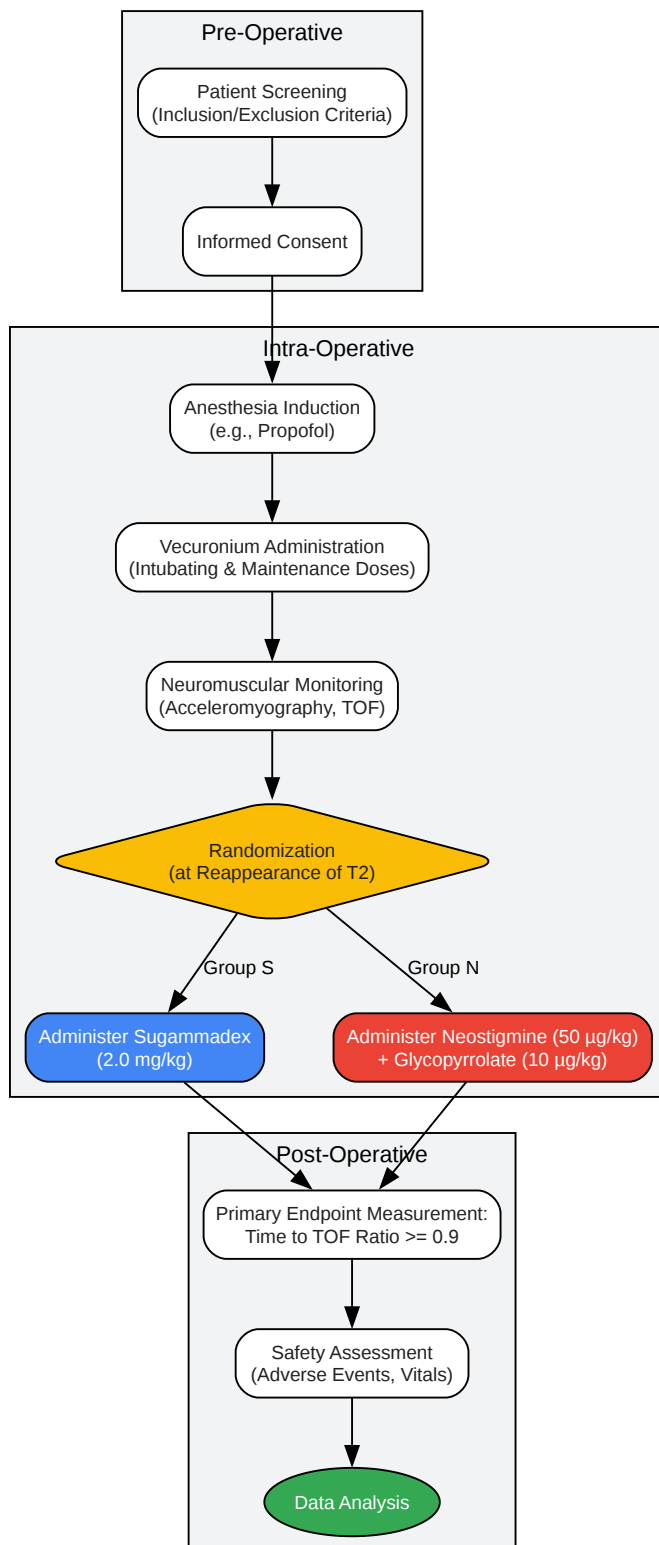 Pre-Operative
Patient Screening
(Inclusion/Exclusion Criteria)
Informed Consent
Intra-Operative
Anesthesia Induction
(e.g., Propofol)
Vecuronium Administration
(Intubating & Maintenance Doses)
Neuromuscular Monitoring
(Acceleromyography, TOF)
Randomization
(at Reappearance of T2)
Group S
Group N
Administer Sugammadex
(2.0 mg/kg)
Administer Neostigmine (50 µg/kg)
+ Glycopyrrolate (10 µg/kg)
Post-Operative
Primary Endpoint Measurement:
Time to TOF Ratio >= 0.9
Safety Assessment
(Adverse Events, Vitals)
Data Analysis